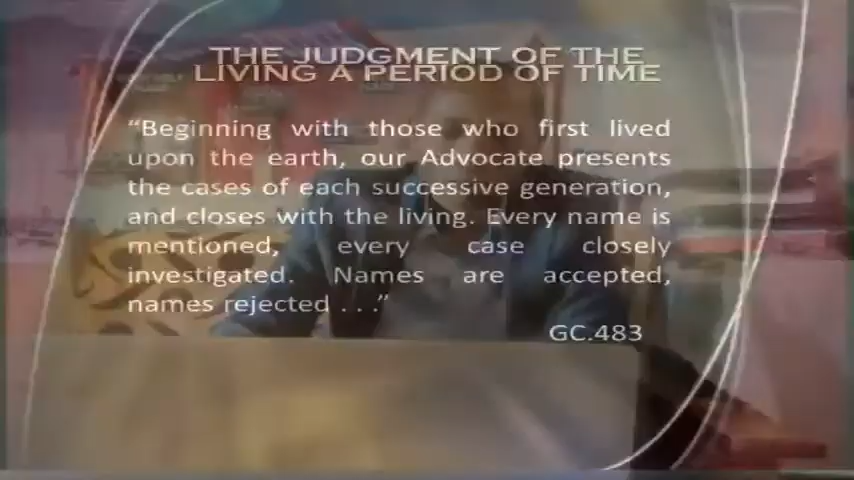 THE JUDGMENT OF THE
LIVING A PERIOD OF TIME
“Beginning with those who first lived
upon the earth, our Advocate presents
the cases of each successive generation,
and closes with the living. Every name is
mentioned, every case closely
investigated. Names are accepted,
names rejected . . .”
GC.483